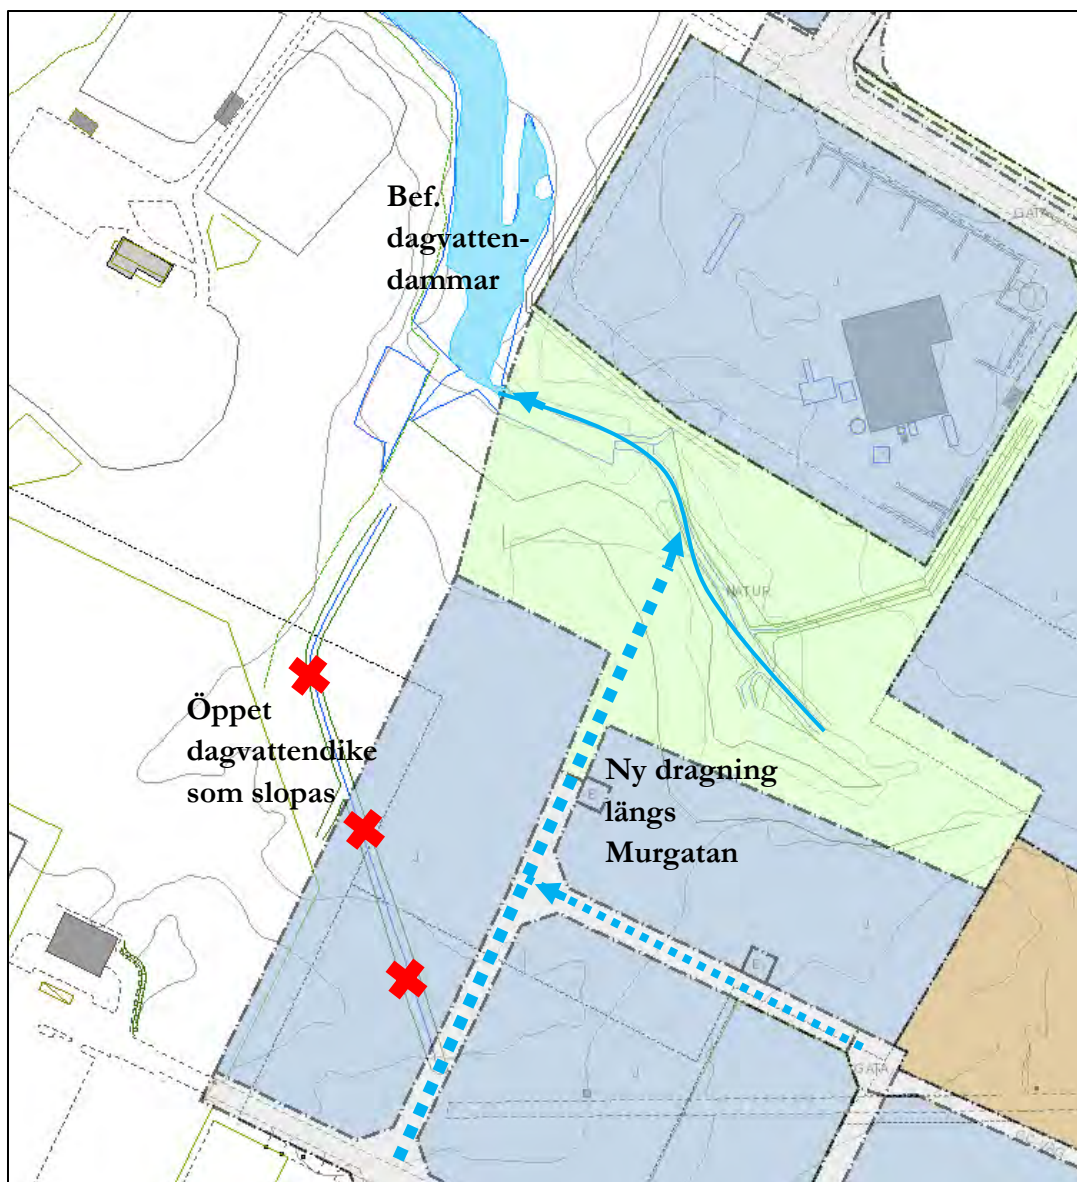 Bef.
dagvatten-
dammar
GATA
NATUR
Öppet
dagvattendike
som slopas
Ny dragning
längs
Murgatan
E
J
J
J
J
E
J
J
GATA